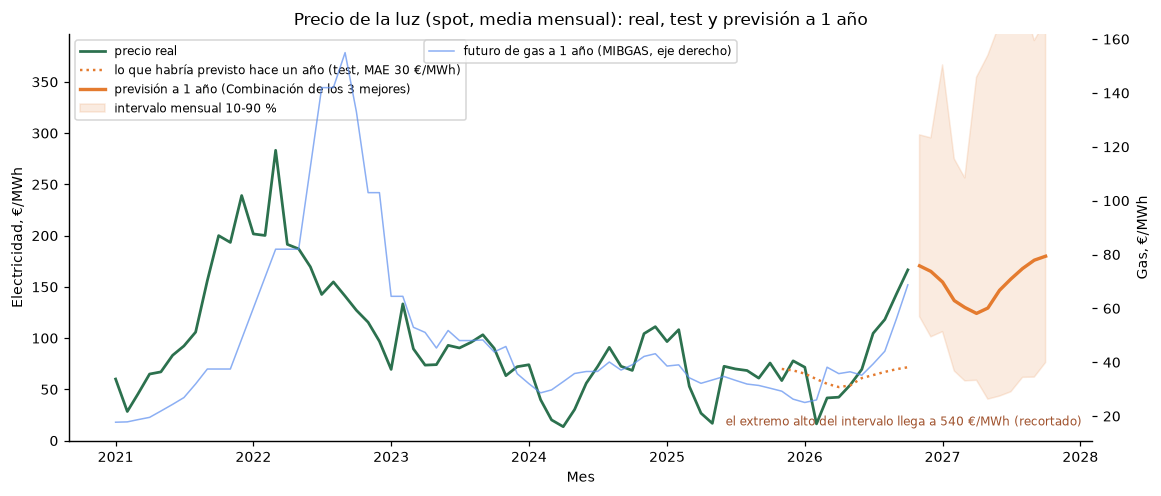 Precio de la luz (spot, media mensual): real, test y previsión a 1 año
precio real
lo que habría previsto hace un año (test, MAE 30 €/MWh)
previsión a 1 año (Combinación de los 3 mejores)
intervalo mensual 10-90 %
futuro de gas a 1 año (MIBGAS, eje derecho)
Electricidad, €/MWh
350
300
250
200
150
100
50
0
160
140
120
100
80
60
40
20
Gas, €/MWh
el extremo alto del intervalo llega a 540 €/MWh (recortado)
2021 2022 2023 2024 2025 2026 2027 2028
Mes